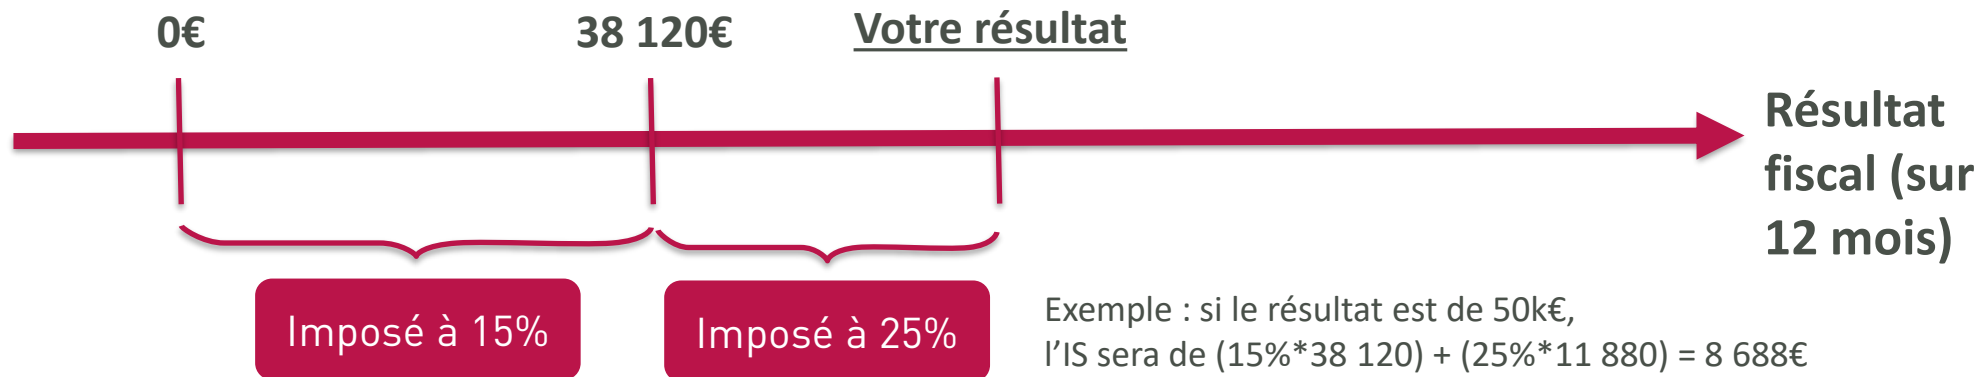 0€
38 120€
Votre résultat
Résultat
fiscal (sur
12 mois)
Imposé à 15%
Imposé à 25%
Exemple : si le résultat est de 50k€,
l’IS sera de (15%*38 120) + (25%*11 880) = 8 688€